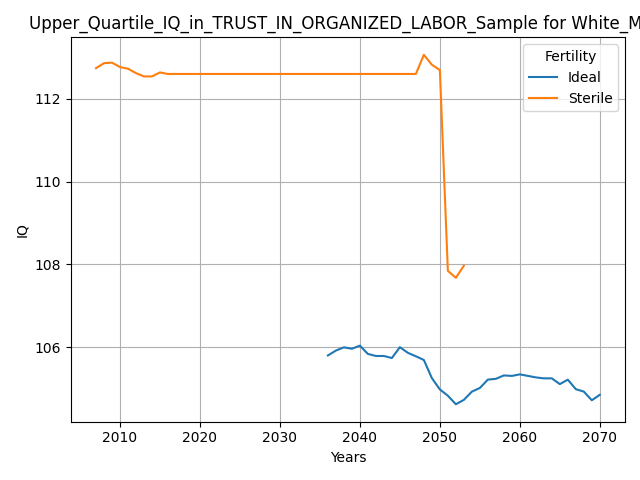 Upper_Quartile_IQ_in_TRUST_IN_ORGANIZED_LABOR_Sample for White_M
Fertility
Ideal
Sterile
IQ
112
110
108
106
2010 2020 2030 2040 2050 2060 2070
Years